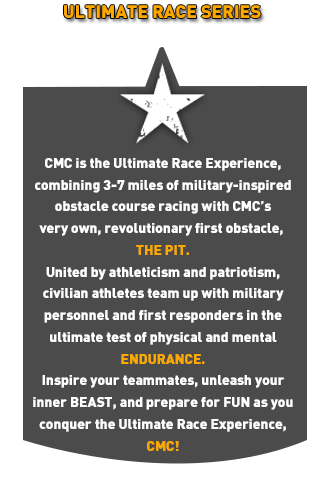 ULTIMATE RACE SERIES
CMC is the Ultimate Race Experience,
combining 3-7 miles of military-inspired
obstacle course racing with CMC's
very own, revolutionary first obstacle,
THE PIT.
United by athleticism and patriotism,
civilian athletes team up with military
personnel and first responders in the
ultimate test of physical and mental
ENDURANCE.
Inspire your teammates, unleash your
inner BEAST, and prepare for FUN as you
conquer the Ultimate Race Experience,
CMC!